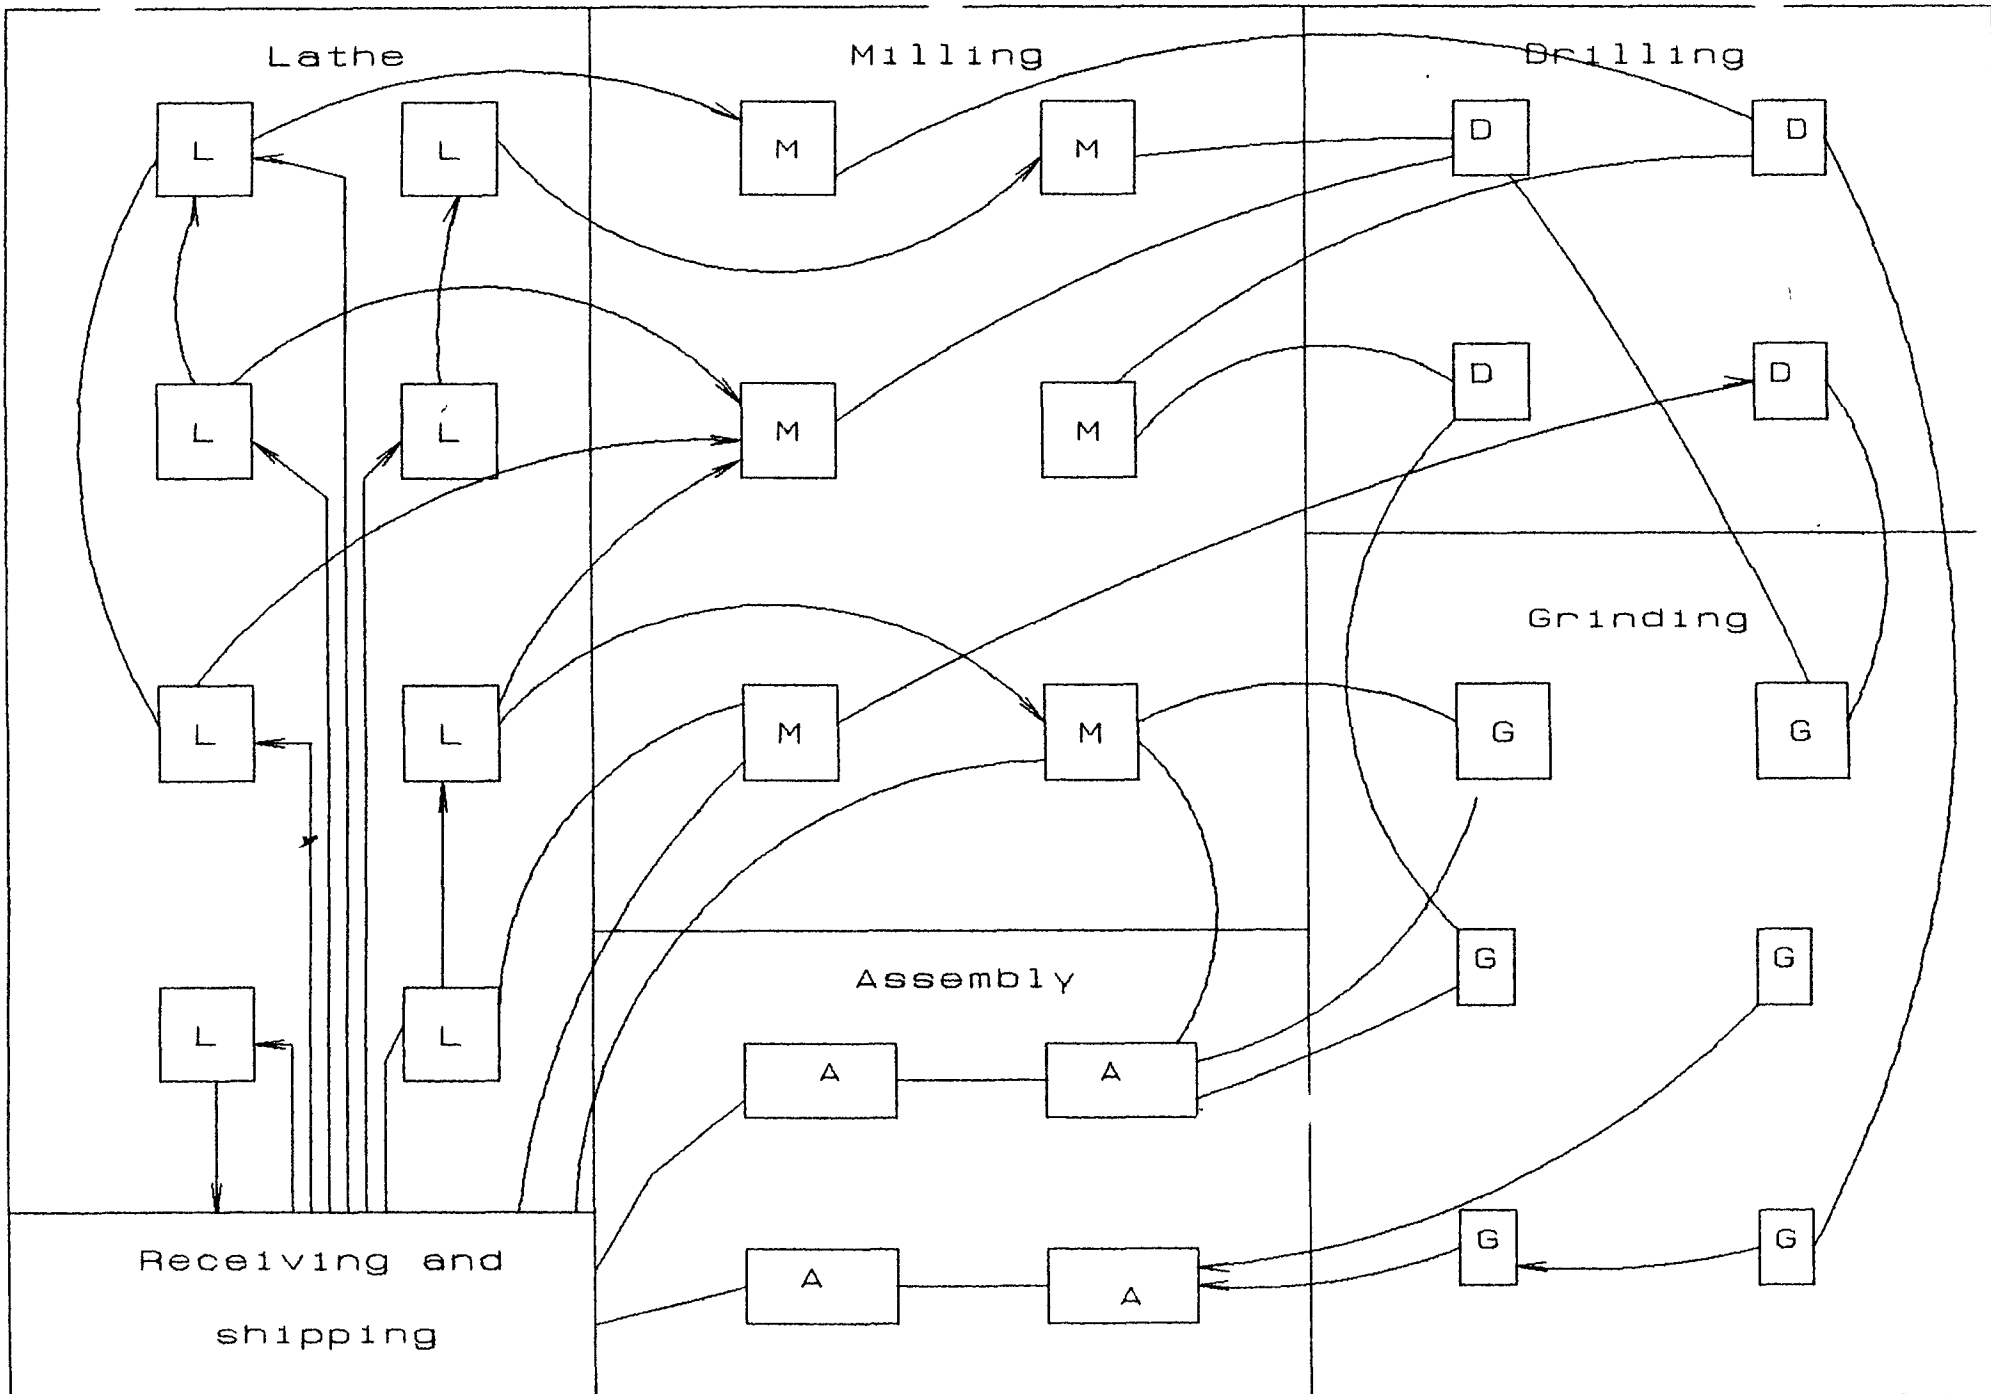 Lathe
Milling
Drilling
L L M M D D
L L M M D D
Grinding
L L M M G G
Assembly
G G
L L
A A
Receiving and
shipping
A A
G G